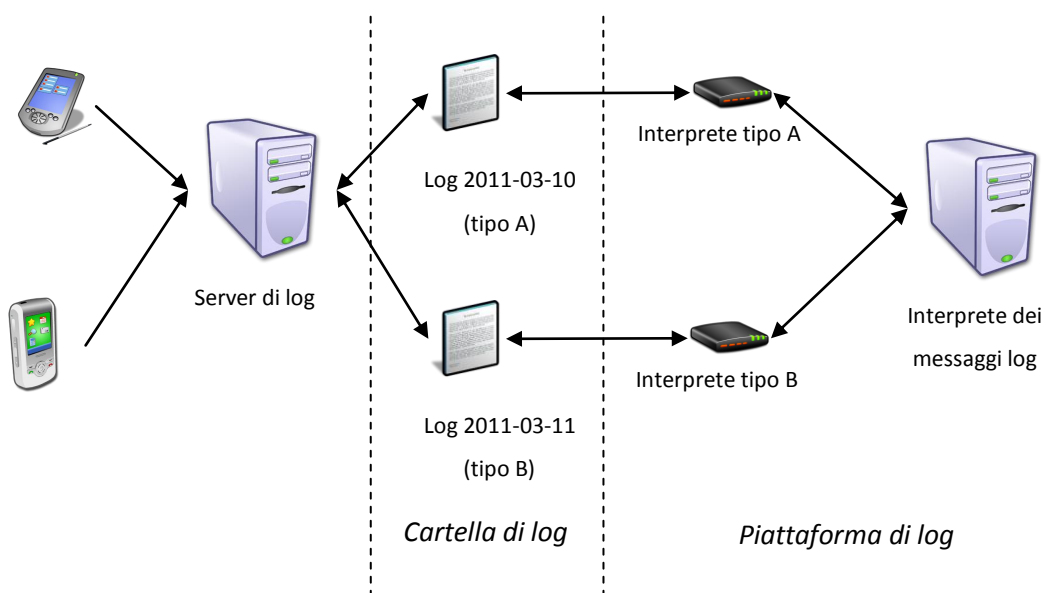 Interprete tipo A
Log 2011-03-10
(tipo A)
Server di log
Interprete dei
messaggi log
Interprete tipo B
Log 2011-03-11
(tipo B)
Cartella di log
Piattaforma di log